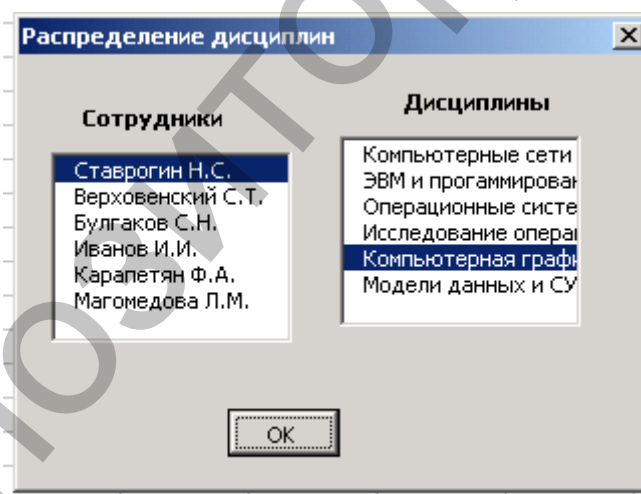 Распределение дисциплин
Сотрудники
Ставрогин Н.С.
Верховенский С.Т.
Булгаков С.Н.
Иванов И.И.
Карапетян Ф.А.
Магомедова Л.М.
Дисциплины
Компьютерные сети
ЭВМ и прогаммирован
Операционные систе
Исследование опера
Компьютерная граф
Модели данных и СУ
OK